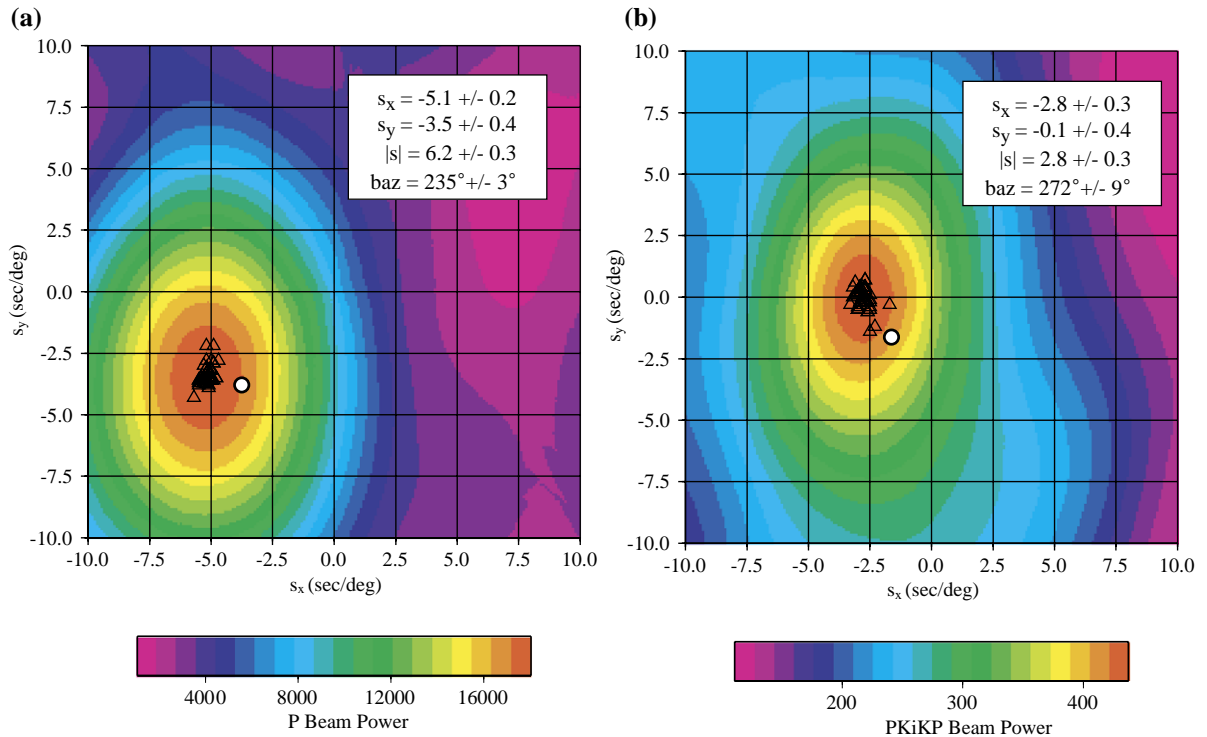 (a)
10.0
7.5
5.0
2.5
0.0
-2.5
-5.0
-7.5
-10.0
s_y (sec/deg)
s_x = -5.1 +/- 0.2
s_y = -3.5 +/- 0.4
|s| = 6.2 +/- 0.3
baz = 235°+/- 3°
-10.0 -7.5 -5.0 -2.5 0.0 2.5 5.0 7.5 10.0
s_x (sec/deg)
4000 8000 12000 16000
P Beam Power
(b)
10.0
7.5
5.0
2.5
0.0
-2.5
-5.0
-7.5
-10.0
s_y (sec/deg)
s_x = -2.8 +/- 0.3
s_y = -0.1 +/- 0.4
|s| = 2.8 +/- 0.3
baz = 272°+/- 9°
-10.0 -7.5 -5.0 -2.5 0.0 2.5 5.0 7.5 10.0
s_x (sec/deg)
200 300 400
PKiKP Beam Power